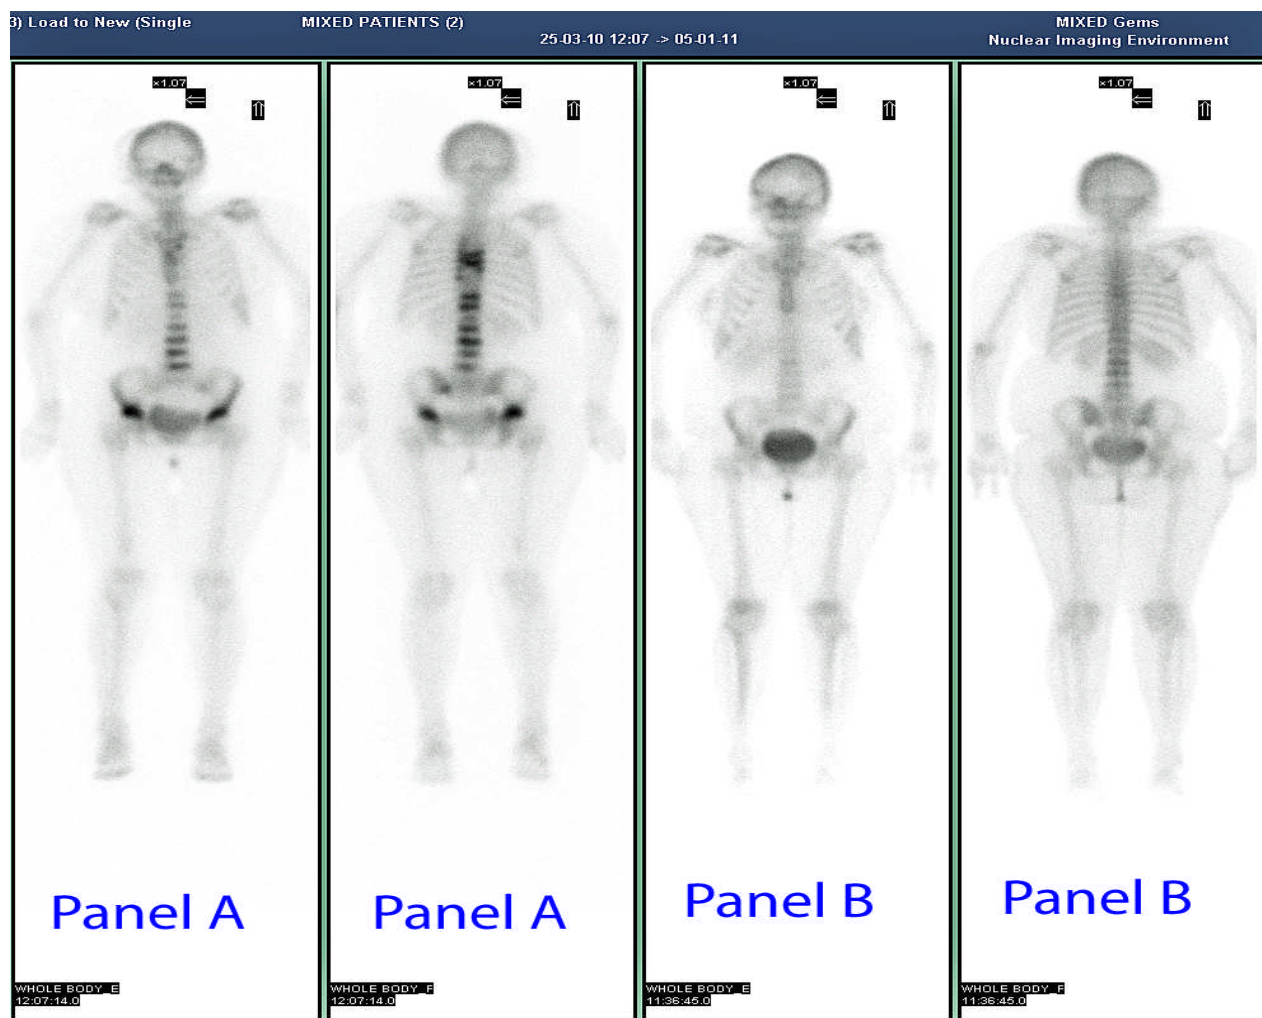 3) Load to New (Single
MIXED PATIENTS (2)
25-03-10 12:07 -> 05-01-11
MIXED Gems
Nuclear Imaging Environment
×1.07
×1.07
×1.07
×1.07
Panel A
Panel A
Panel B
Panel B
WHOLE BODY_E
12:07:14.0
WHOLE BODY_F
12:07:14.0
WHOLE BODY_E
11:36:45.0
WHOLE BODY_F
11:36:45.0